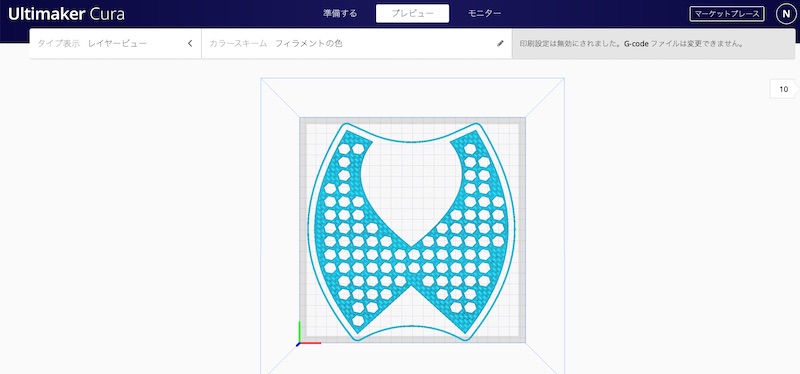 Ultimaker Cura
準備する
プレビュー
モニター
マーケットプレース
N
タイプ表示 レイヤービュー
カラースキーム フィラメントの色
印刷設定は無効にされました。G-code ファイルは変更できません。
10